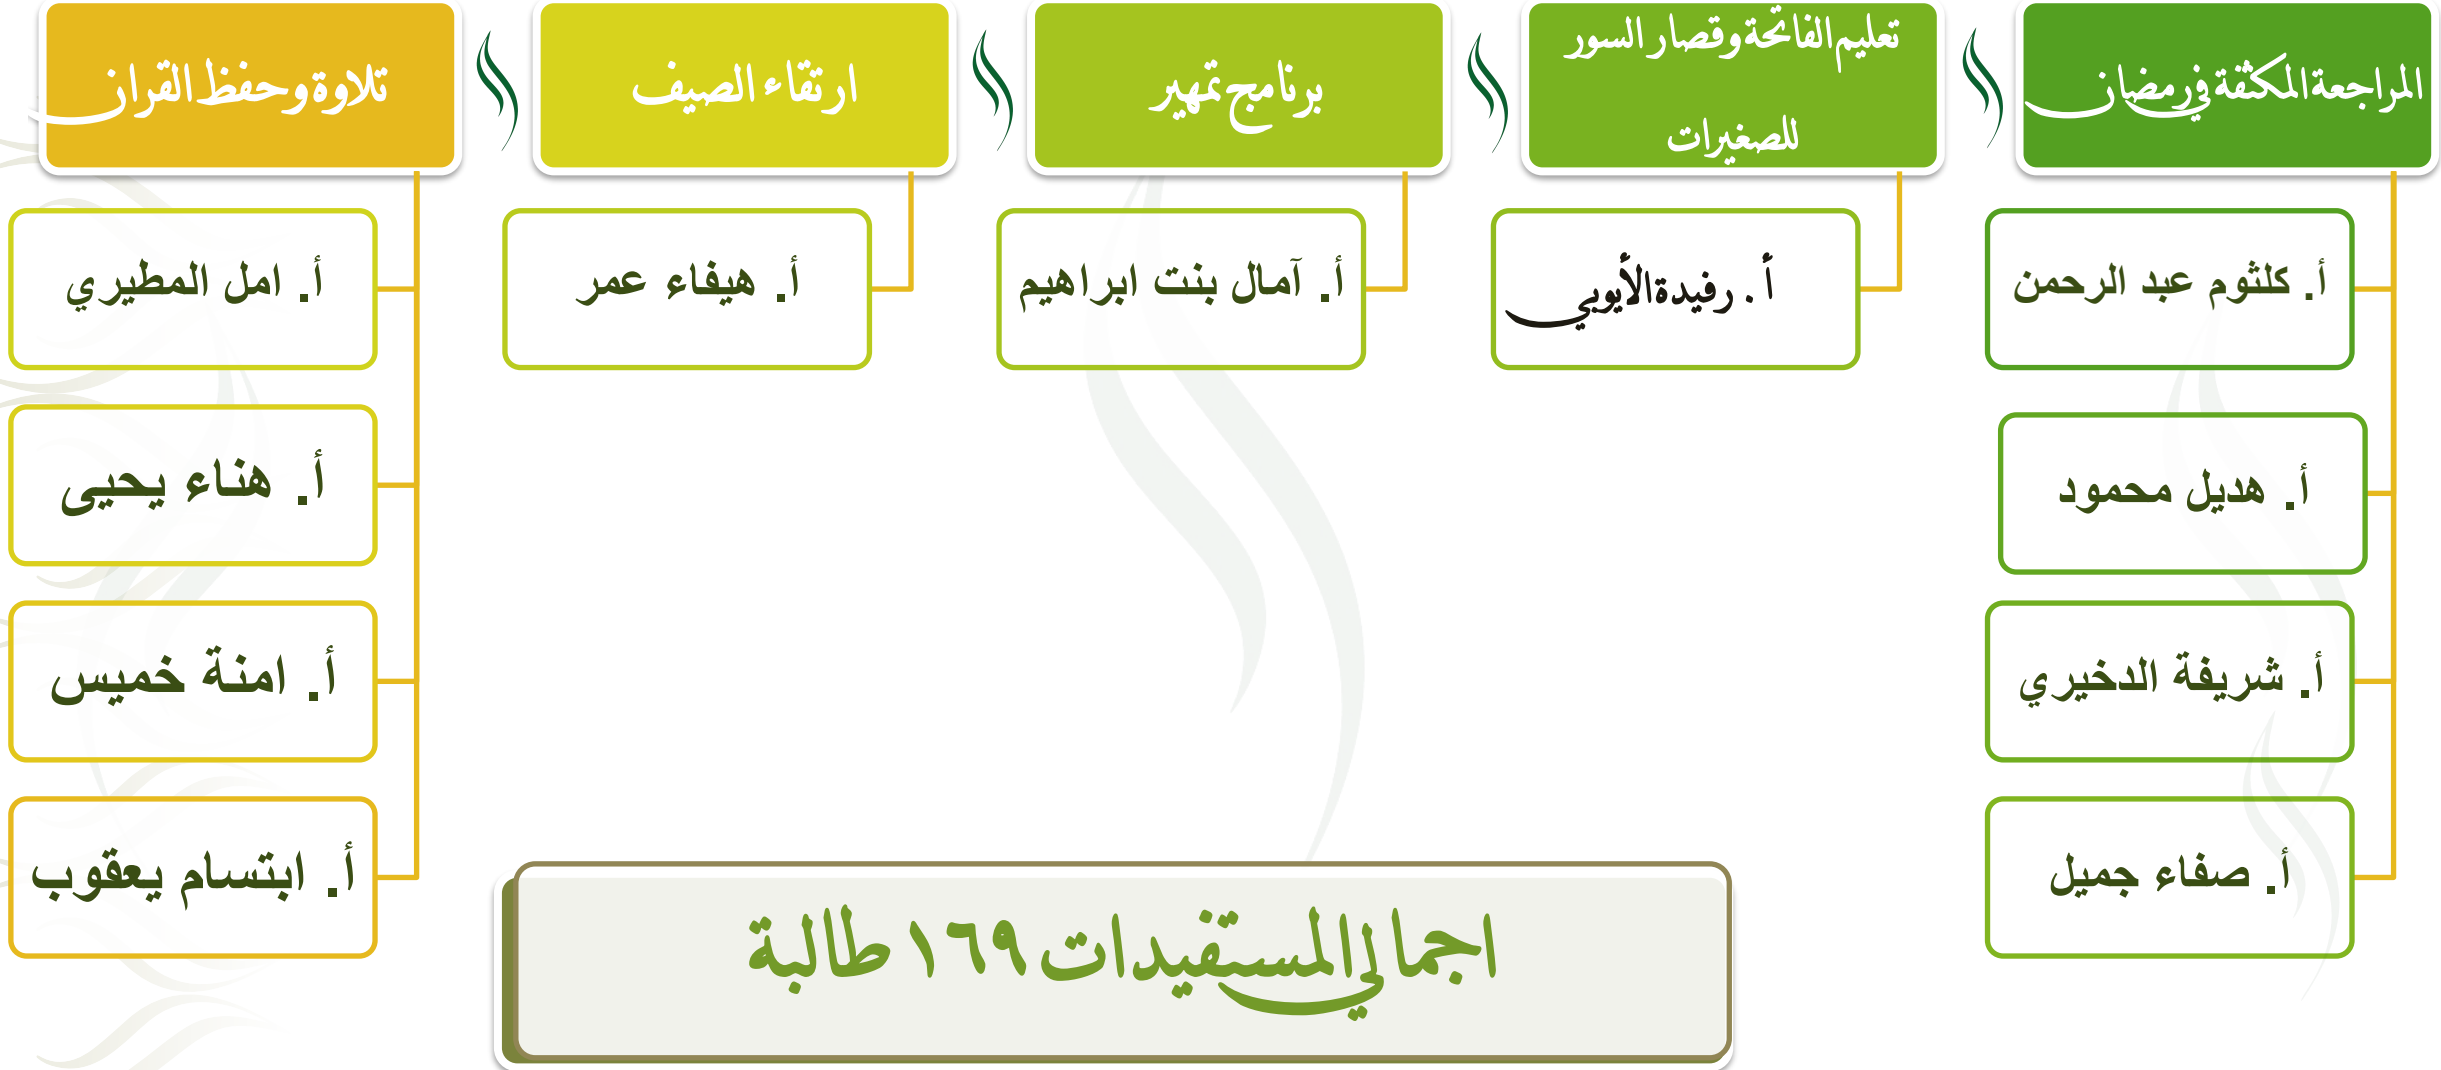 المراجعة المكثفة في رمضان
أ. كلثوم عبد الرحمن
أ. هديل محمود
أ. شريفة الدخيري
أ. صفاء جميل
تعليم الفاتحة وقصار السور
للصغيرات
أ. رفيدة الأيوبي
برنامج تمهير
أ. آمال بنت ابراهيم
ارتقاء الصيف
أ. هيفاء عمر
تلاوة وحفظ القران
أ. امل المطيري
أ. هناء يحيى
أ. امنة خميس
أ. ابتسام يعقوب
اجمالي المستفيدات ١٦٩ طالبة